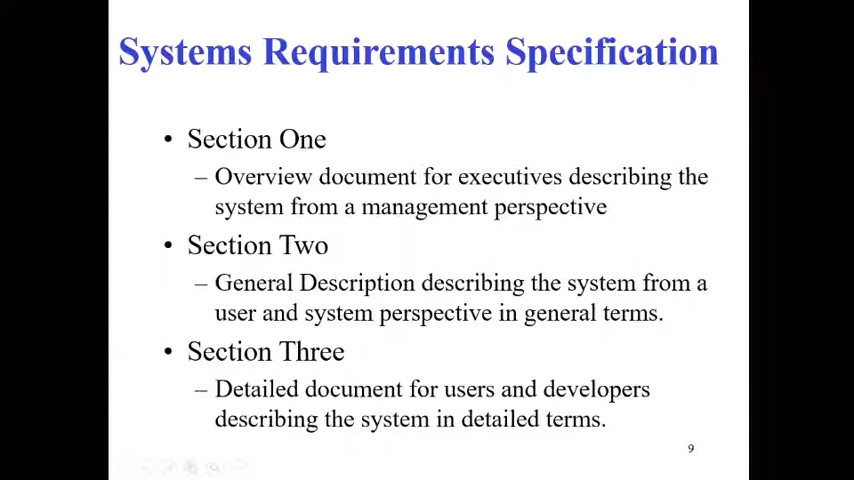 Systems Requirements Specification
• Section One
– Overview document for executives describing the
system from a management perspective
• Section Two
– General Description describing the system from a
user and system perspective in general terms.
• Section Three
– Detailed document for users and developers
describing the system in detailed terms.
9